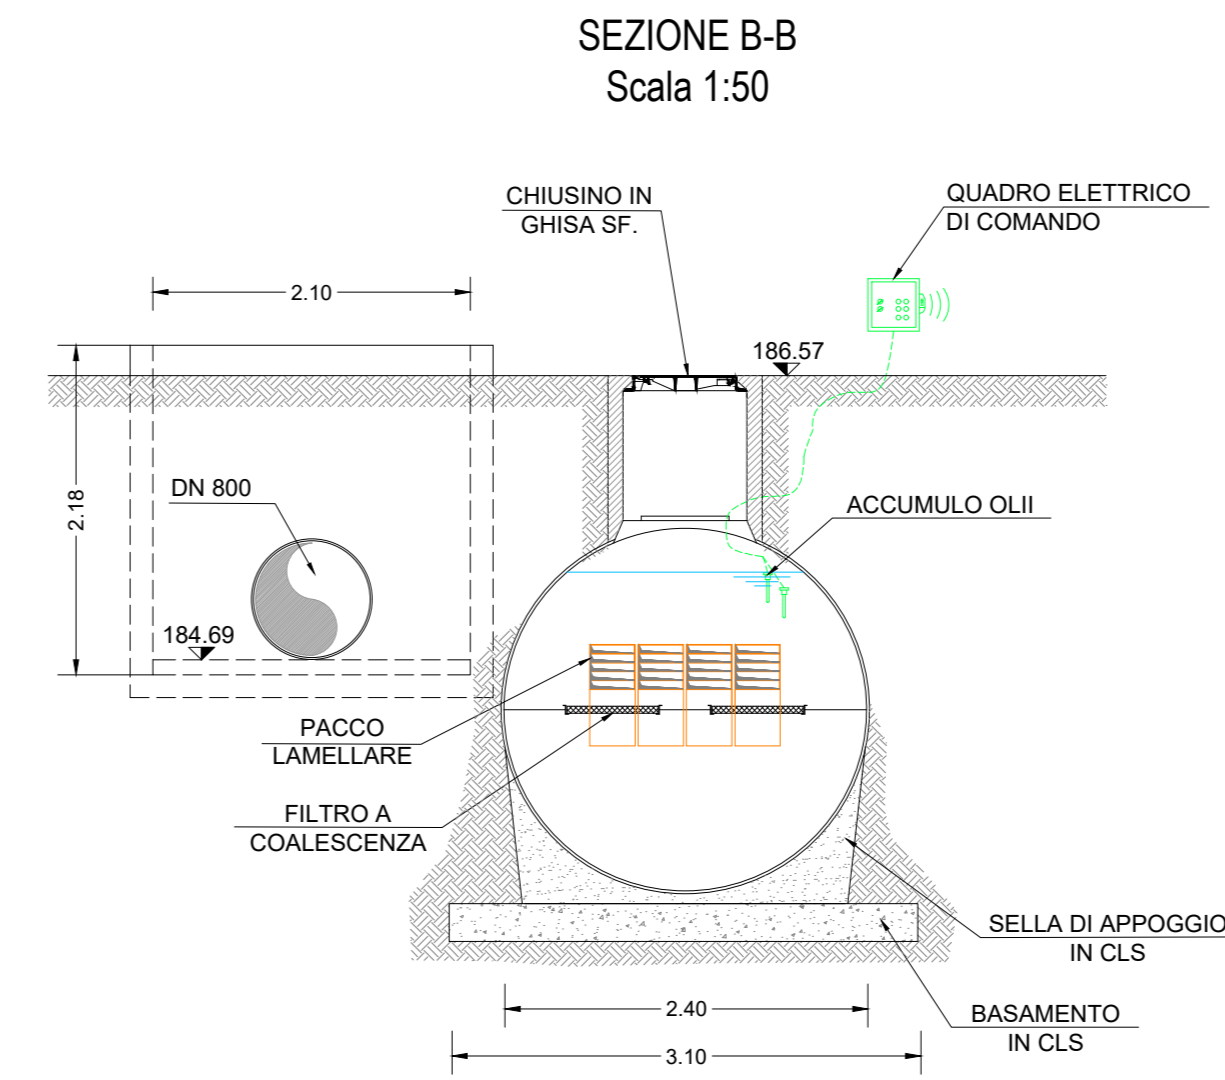 SEZIONE B-B
Scala 1:50
CHIUSINO IN
GHISA SF.
QUADRO ELETTRICO
DI COMANDO
2.10
186.57
2.18
DN 800
ACCUMULO OLII
184.69
PACCO
LAMELLARE
FILTRO A
COALESCENZA
SELLA DI APPOGGIO
IN CLS
2.40
BASAMENTO
IN CLS
3.10